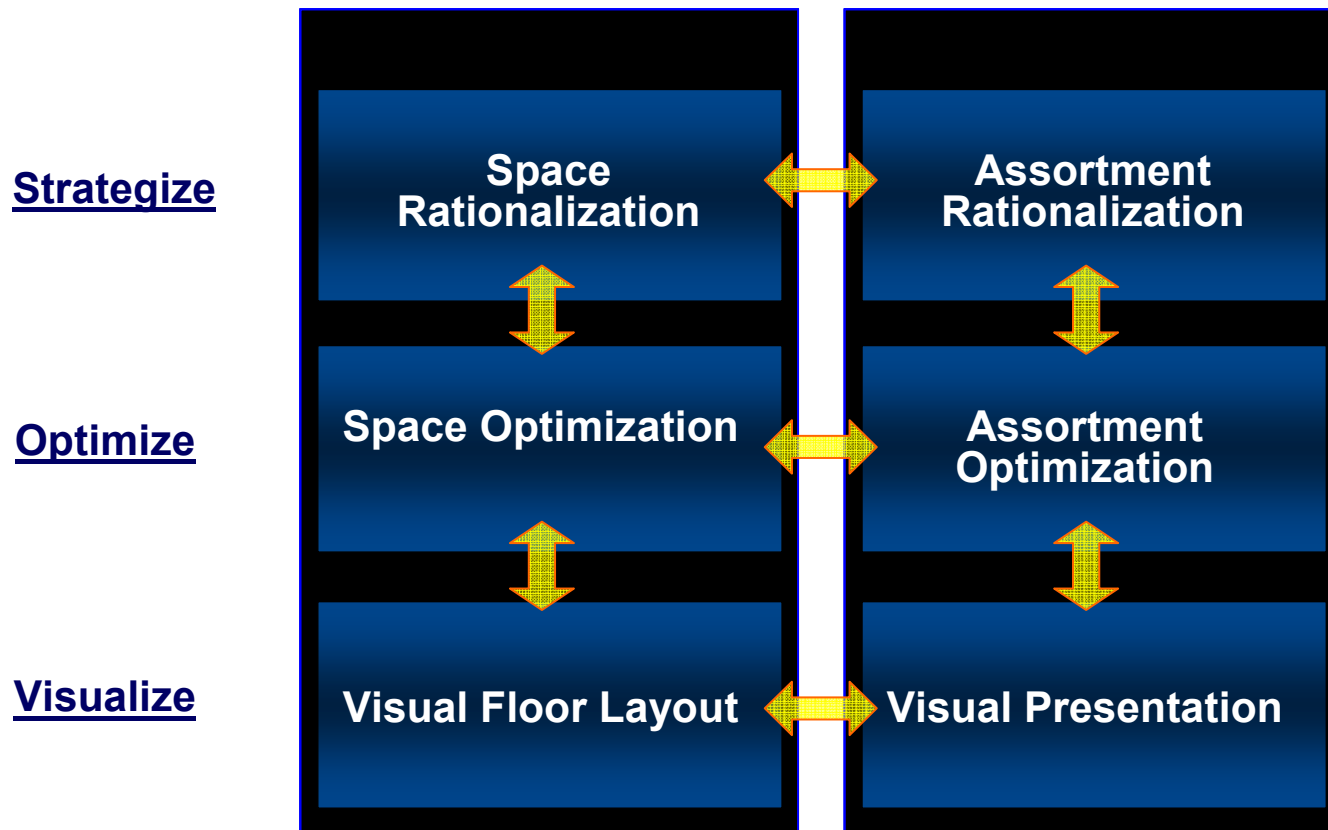 Strategize
Space
Rationalization
Assortment
Rationalization
Optimize
Space Optimization
Assortment
Optimization
Visualize
Visual Floor Layout
Visual Presentation